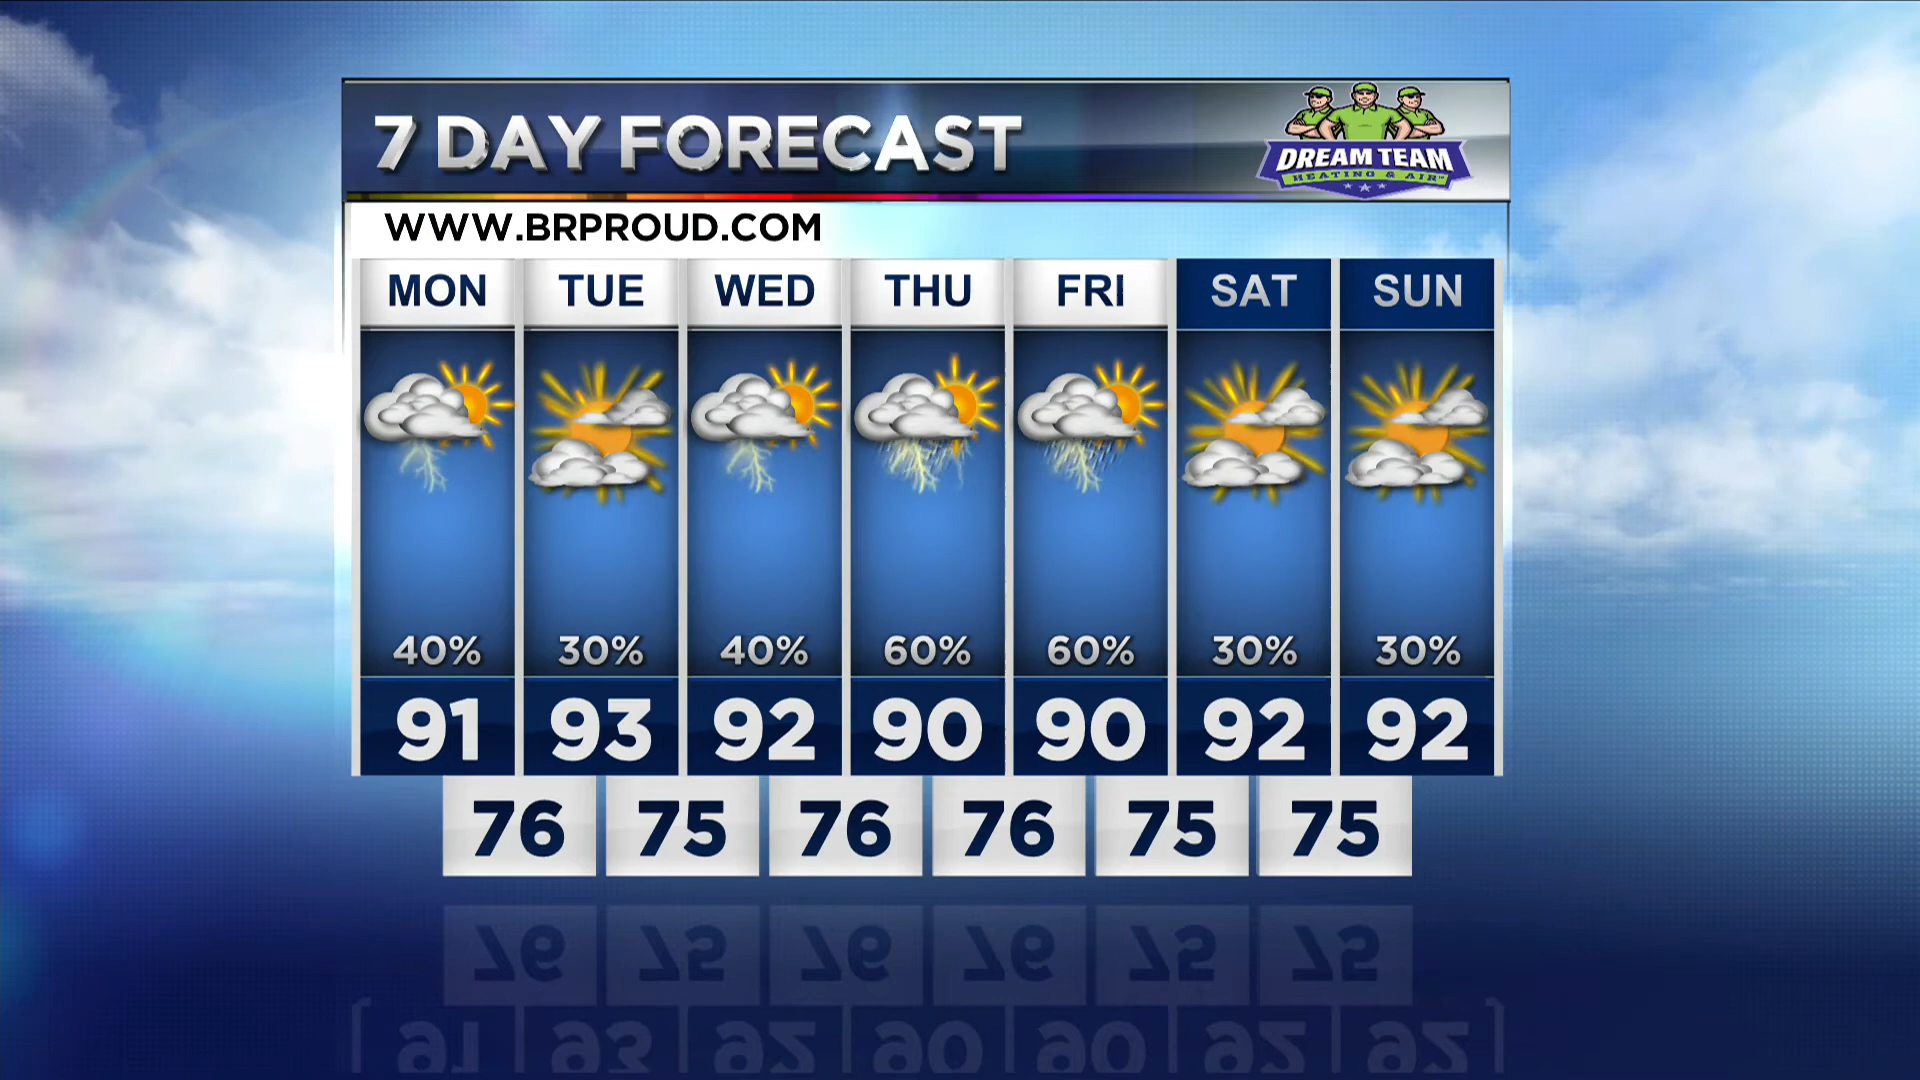 7 DAY FORECAST
DREAM TEAM
HEATING & AIR
WWW.BRPROUD.COM
MON TUE WED THU FRI SAT SUN
40% 30% 40% 60% 60% 30% 30%
91 93 92 90 90 92 92
76 75 76 76 75 75